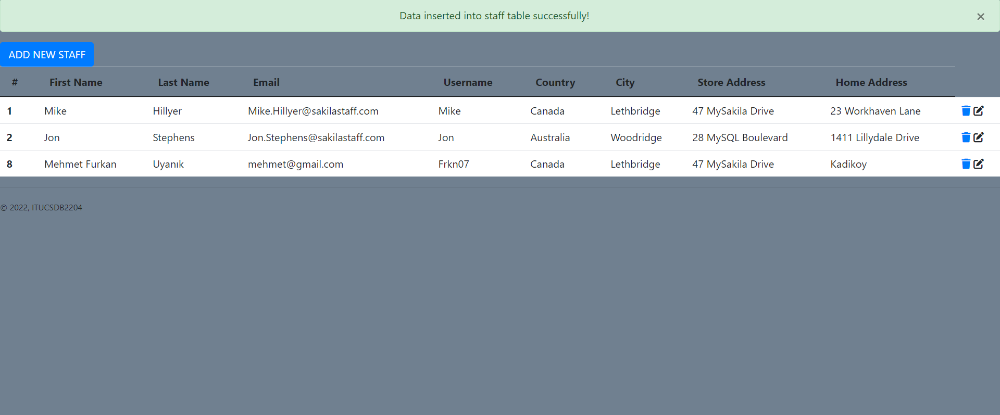 Data inserted into staff table successfully! ×
ADD NEW STAFF
# First Name Last Name Email Username Country City Store Address Home Address
1 Mike Hillyer Mike.Hillyer@sakilastaff.com Mike Canada Lethbridge 47 MySakila Drive 23 Workhaven Lane
2 Jon Stephens Jon.Stephens@sakilastaff.com Jon Australia Woodridge 28 MySQL Boulevard 1411 Lillydale Drive
8 Mehmet Furkan Uyanık mehmet@gmail.com Frkn07 Canada Lethbridge 47 MySakila Drive Kadikoy
© 2022, ITUCSDB2204